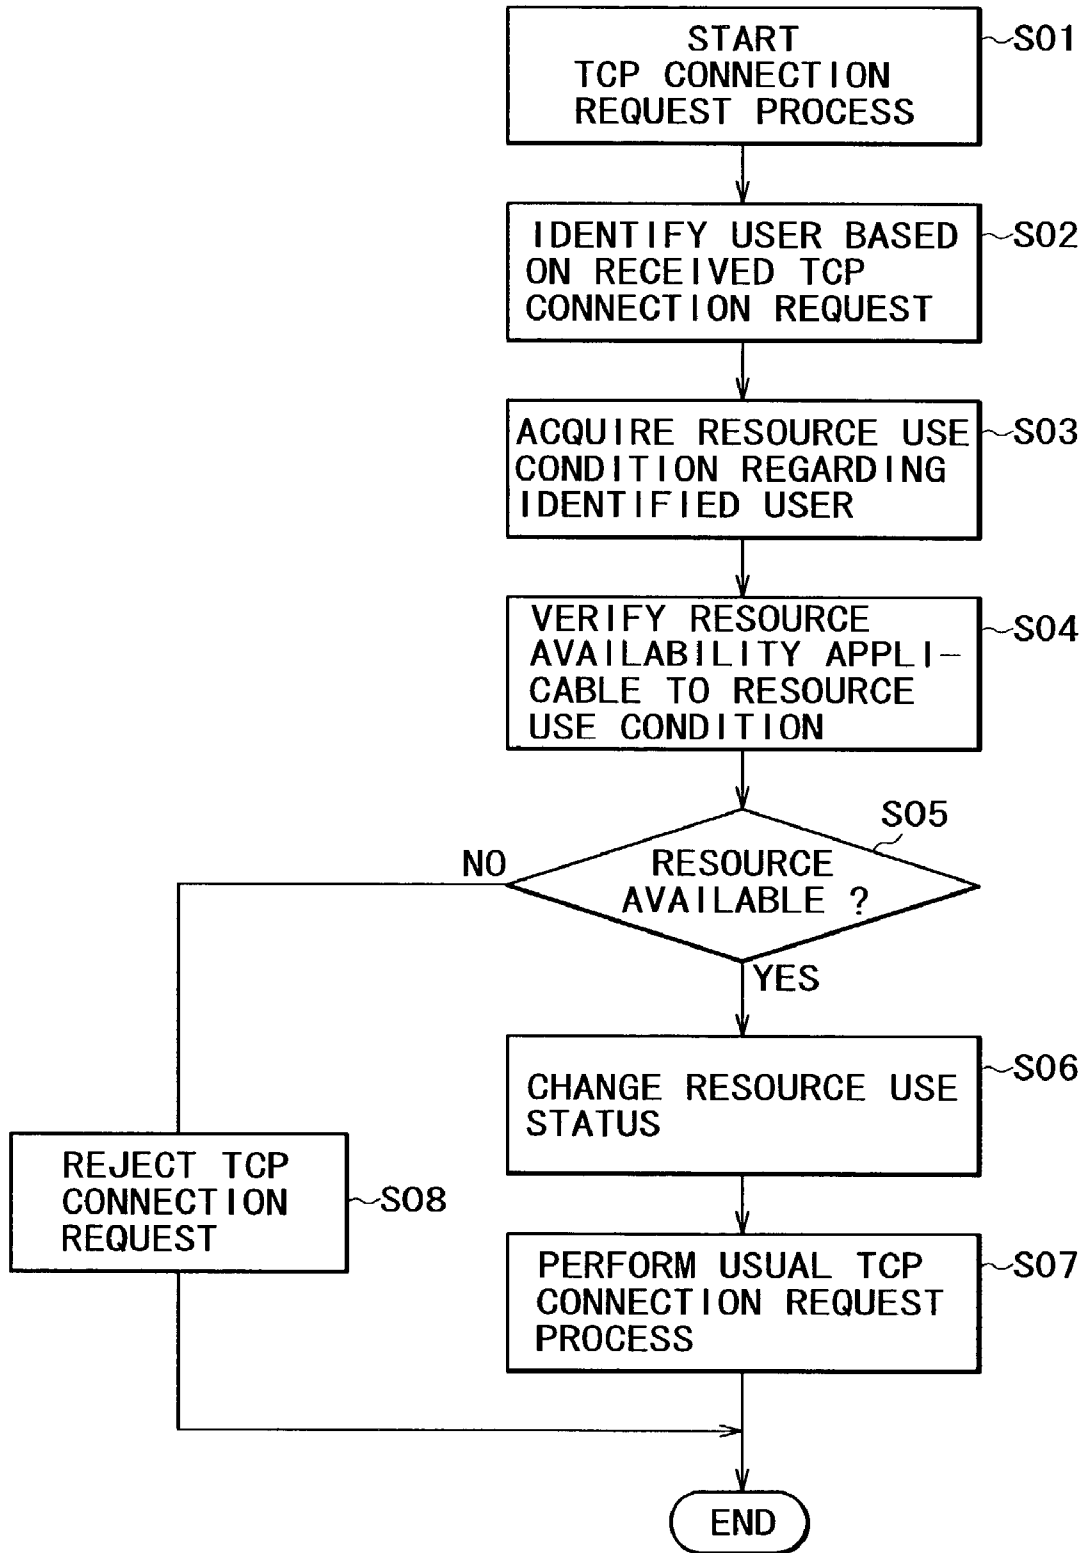 START
TCP CONNECTION
REQUEST PROCESS
S01
IDENTIFY USER BASED
ON RECEIVED TCP
CONNECTION REQUEST
S02
ACQUIRE RESOURCE USE
CONDITION REGARDING
IDENTIFIED USER
S03
VERIFY RESOURCE
AVAILABILITY APPLI-
CABLE TO RESOURCE
USE CONDITION
S04
S05
RESOURCE
AVAILABLE ?
NO
YES
CHANGE RESOURCE USE
STATUS
S06
REJECT TCP
CONNECTION
REQUEST
S08
PERFORM USUAL TCP
CONNECTION REQUEST
PROCESS
S07
END